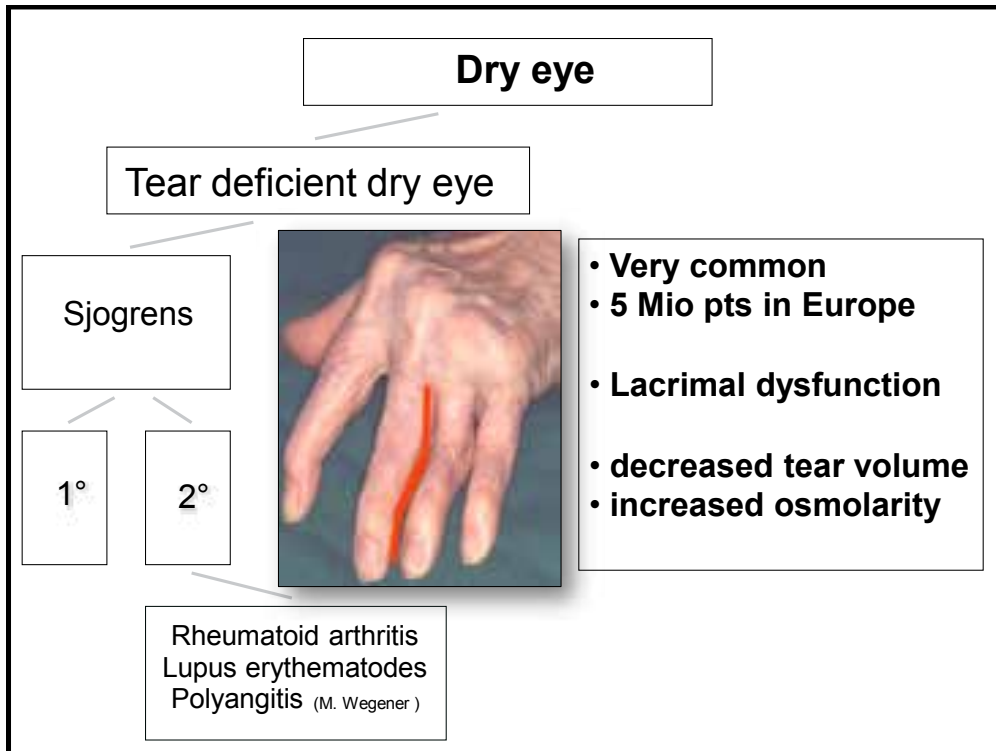 Dry eye
Tear deficient dry eye
Sjogrens
1°
2°
Rheumatoid arthritis
Lupus erythematodes
Polyangitis (M. Wegener )
• Very common
• 5 Mio pts in Europe
• Lacrimal dysfunction
• decreased tear volume
• increased osmolarity